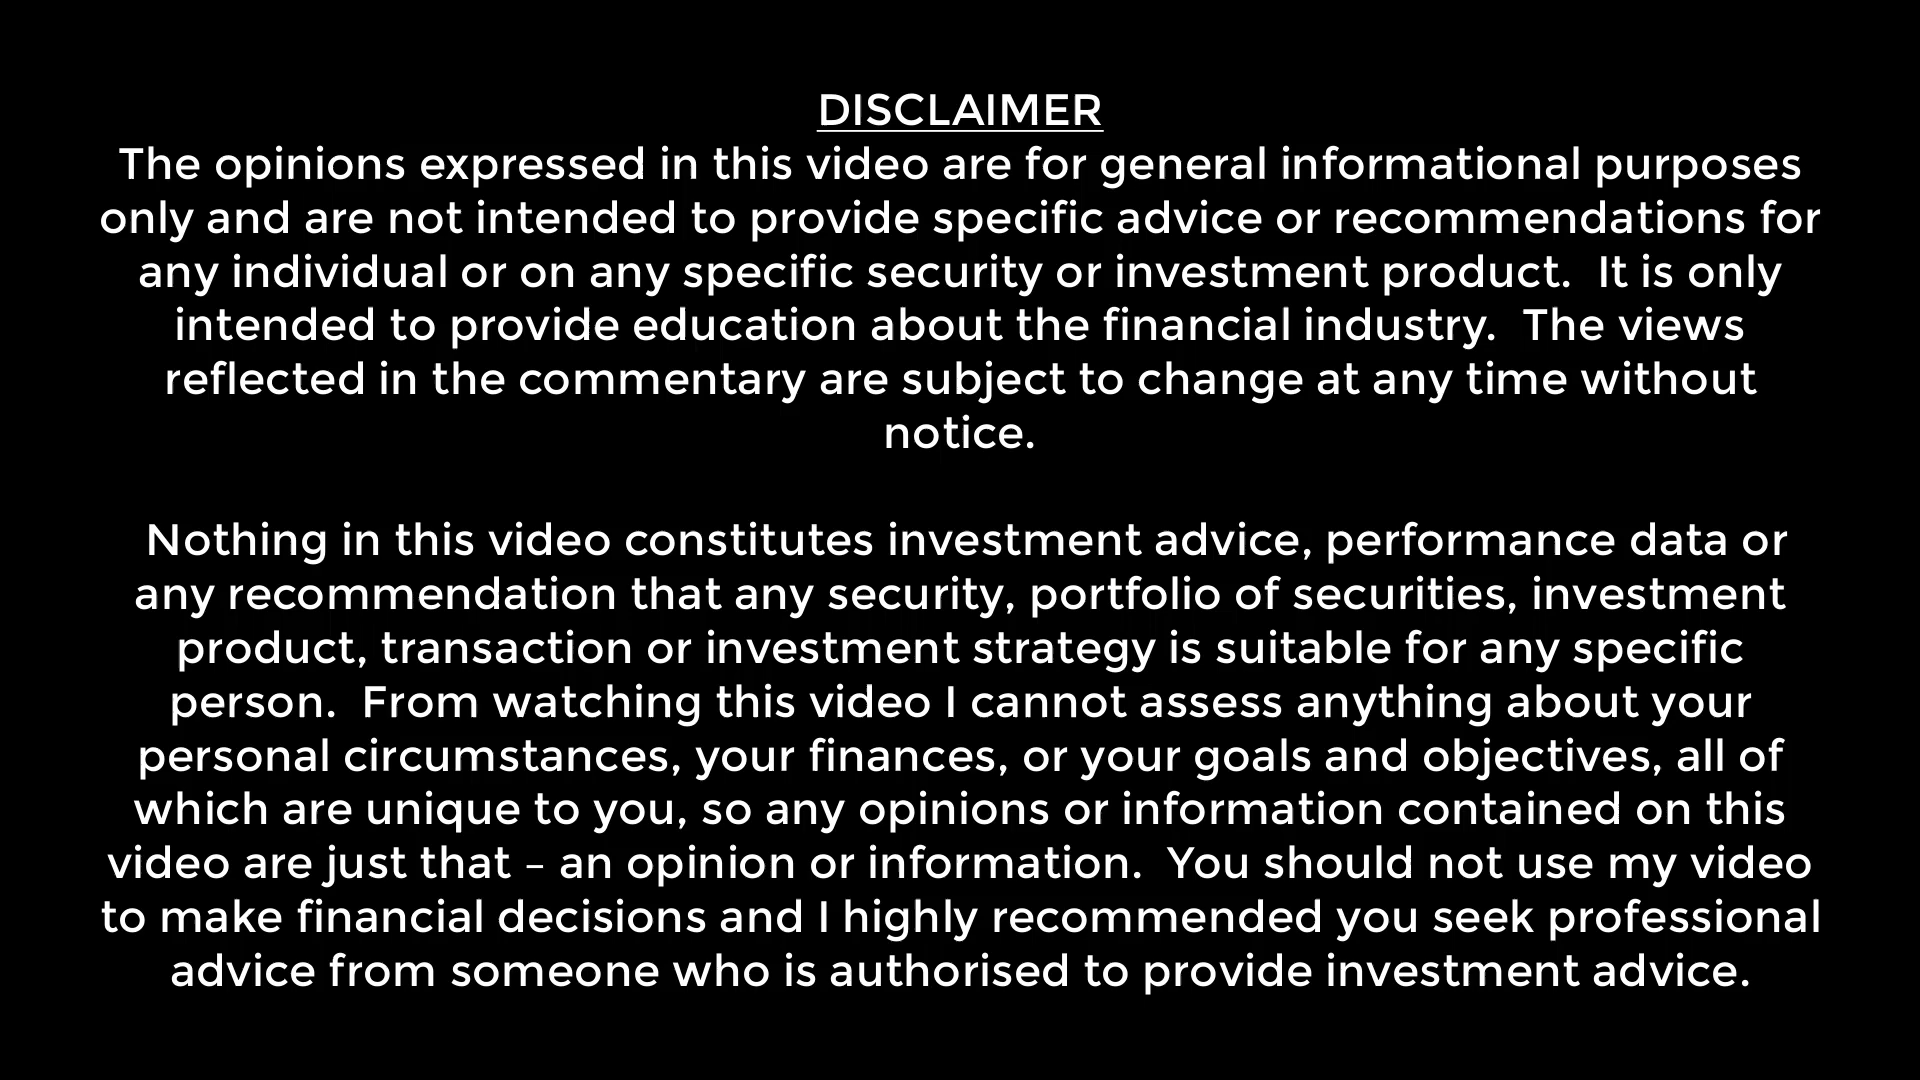 DISCLAIMER
The opinions expressed in this video are for general informational purposes
only and are not intended to provide specific advice or recommendations for
any individual or on any specific security or investment product.  It is only
intended to provide education about the financial industry.  The views
reflected in the commentary are subject to change at any time without
notice.
Nothing in this video constitutes investment advice, performance data or
any recommendation that any security, portfolio of securities, investment
product, transaction or investment strategy is suitable for any specific
person.  From watching this video I cannot assess anything about your
personal circumstances, your finances, or your goals and objectives, all of
which are unique to you, so any opinions or information contained on this
video are just that – an opinion or information.  You should not use my video
to make financial decisions and I highly recommended you seek professional
advice from someone who is authorised to provide investment advice.